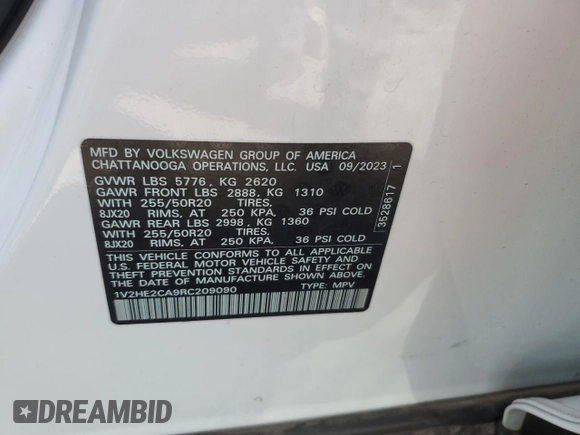 MFD BY VOLKSWAGEN GROUP OF AMERICA
CHATTANOOGA OPERATIONS, LLC. USA 09/2023
GVWR LBS 5776, KG 2620
GAWR FRONT LBS 2888, KG 1310
WITH 255/50R20 TIRES,
8JX20 RIMS, AT 250 KPA, 36 PSI COLD
GAWR REAR LBS 2998, KG 1360
WITH 255/50R20 TIRES,
8JX20 RIMS, AT 250 KPA, 36 PSI COLD
THIS VEHICLE CONFORMS TO ALL APPLICABLE
U.S. FEDERAL MOTOR VEHICLE SAFETY AND
THEFT PREVENTION STANDARDS IN EFFECT ON
THE DATE OF MANUFACTURE SHOWN ABOVE
1V2HE2CA9RC209090 TYPE: MPV
3528617 1
DREAMBID